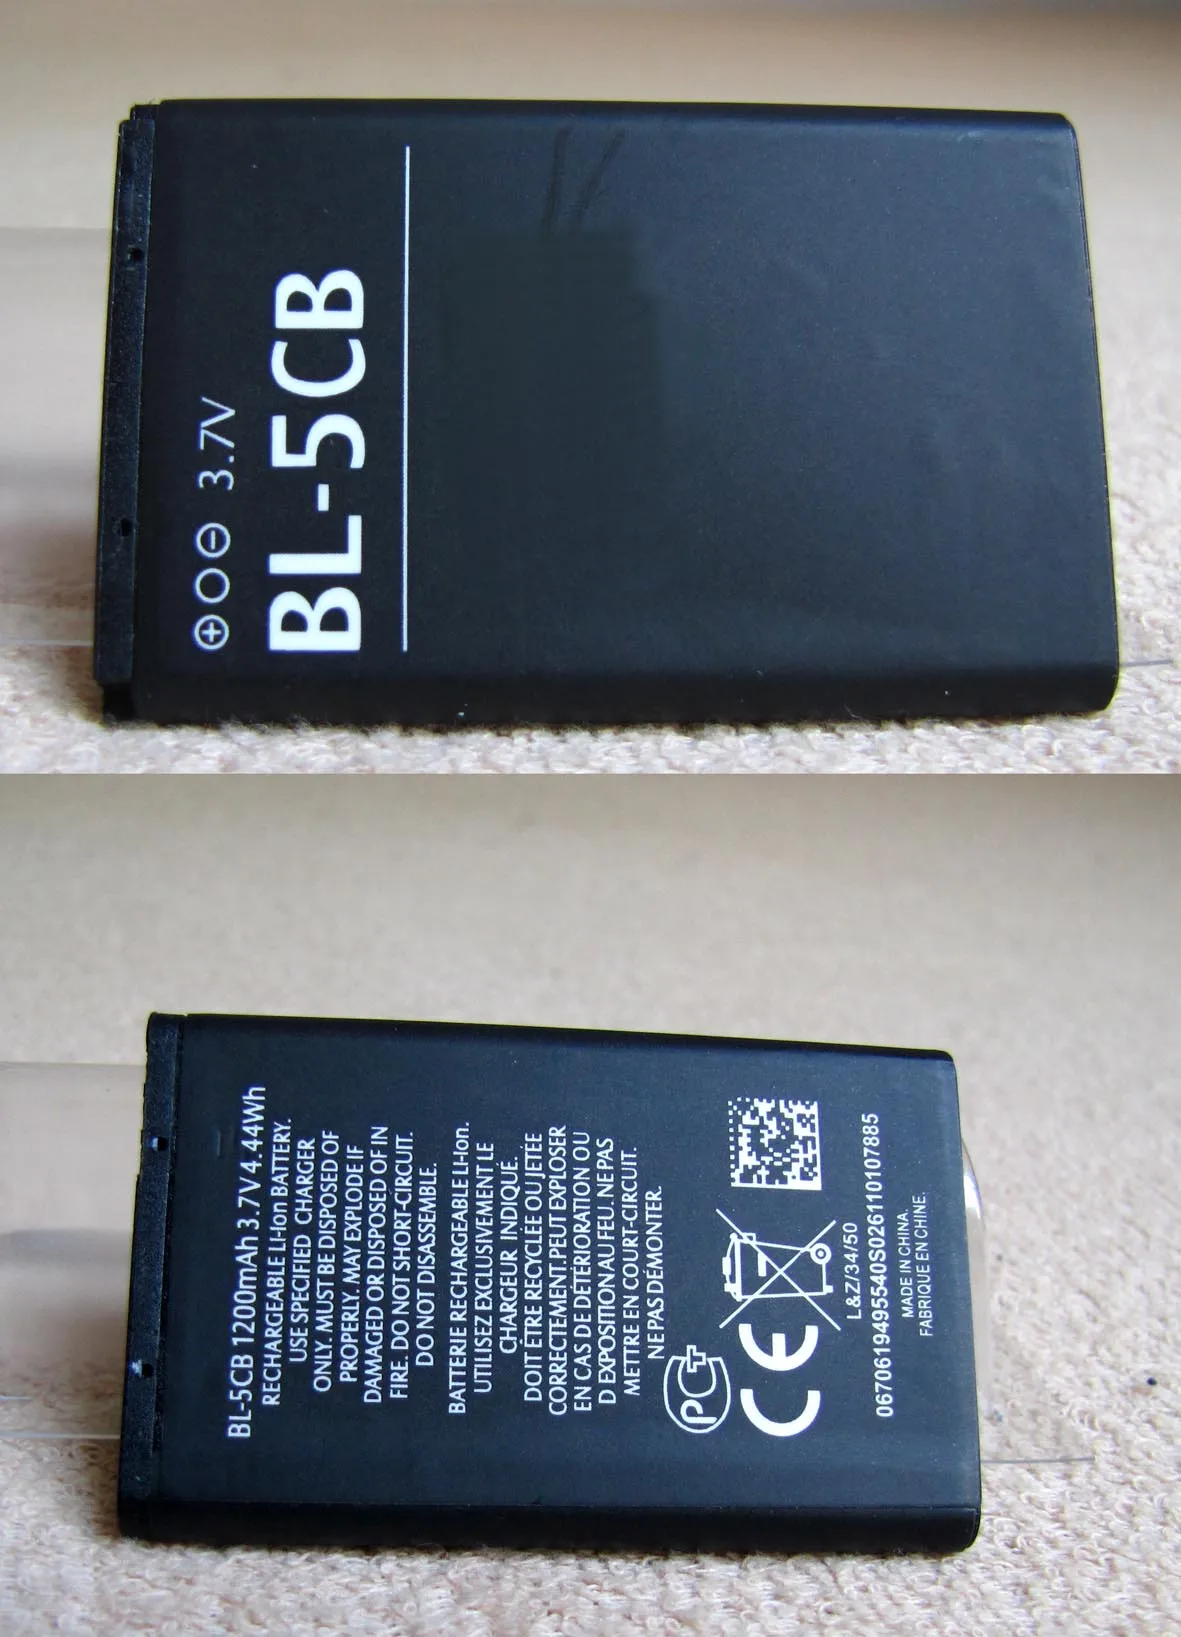 ⊕○⊖ 3.7V
BL-5CB
BL-5CB 1200mAh 3.7V 4.44Wh
RECHARGEABLE LI-Ion BATTERY.
USE SPECIFIED CHARGER
ONLY. MUST BE DISPOSED OF
PROPERLY. MAY EXPLODE IF
DAMAGED OR DISPOSED OF IN
FIRE. DO NOT SHORT-CIRCUIT.
DO NOT DISASSEMBLE.
BATTERIE RECHARGEABLE LI-Ion.
UTILISEZ EXCLUSIVEMENT LE
CHARGEUR INDIQUÉ.
DOIT ÊTRE RECYCLÉE OU JETÉE
CORRECTEMENT.PEUT EXPLOSER
EN CAS DE DÉTÉRIORATION OU
D EXPOSITION AU FEU. NE PAS
METTRE EN COURT-CIRCUIT.
NE PAS DÉMONTER.
PC+
CE
L&Z/34/50
0670619495540S02611010107885
MADE IN CHINA.
FABRIQUE EN CHINE.